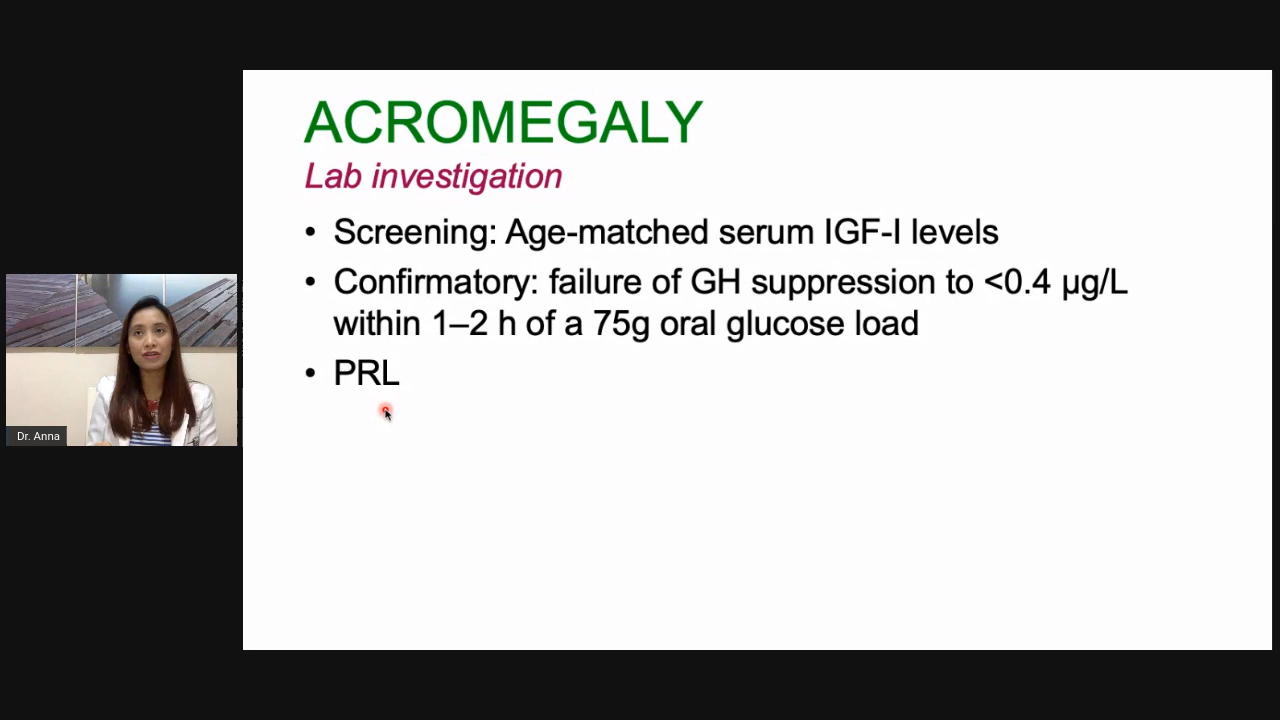 ACROMEGALY
Lab investigation
• Screening: Age-matched serum IGF-I levels
• Confirmatory: failure of GH suppression to <0.4 µg/L
within 1–2 h of a 75g oral glucose load
• PRL
Dr. Anna